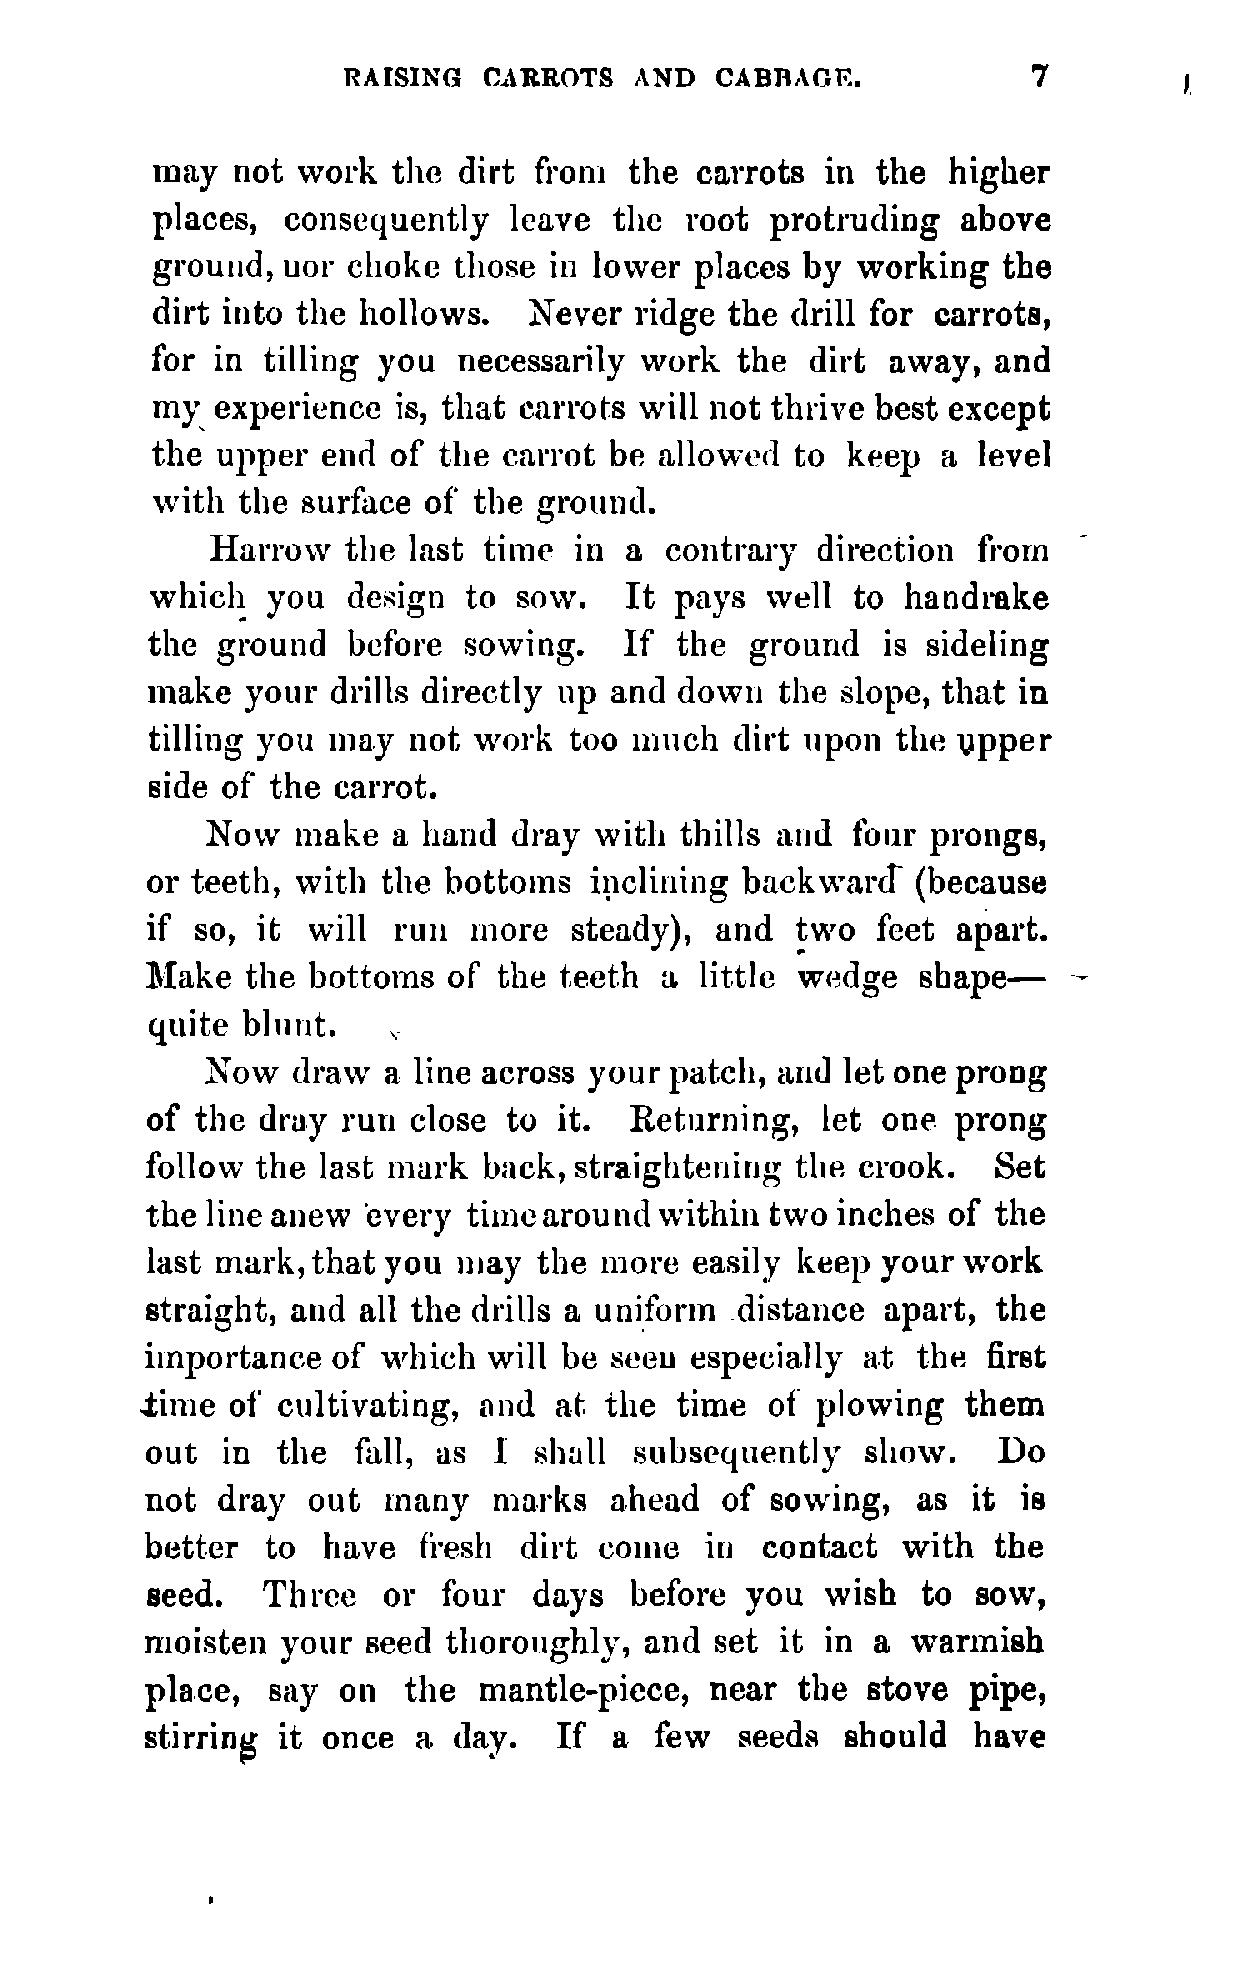 RAISING CARROTS AND CABBAGE. 7
may not work the dirt from the carrots in the higher
places, consequently leave the root protruding above
ground, uor choke those in lower places by working the
dirt into the hollows. Never ridge the drill for carrots,
for in tilling you necessarily work the dirt away, and
my experience is, that carrots will not thrive best except
the upper end of the carrot be allowed to keep a level
with the surface of the ground.
Harrow the last time in a contrary direction from
which you design to sow. It pays well to handrake
the ground before sowing. If the ground is sideling
make your drills directly up and down the slope, that in
tilling you may not work too much dirt upon the upper
side of the carrot.
Now make a hand dray with thills and four prongs,
or teeth, with the bottoms inclining backward (because
if so, it will run more steady), and two feet apart.
Make the bottoms of the teeth a little wedge shape—
quite blunt.
Now draw a line across your patch, and let one prong
of the dray run close to it. Returning, let one prong
follow the last mark back, straightening the crook. Set
the line anew every time around within two inches of the
last mark, that you may the more easily keep your work
straight, and all the drills a uniform distance apart, the
importance of which will be seen especially at the first
time of cultivating, and at the time of plowing them
out in the fall, as I shall subsequently show. Do
not dray out many marks ahead of sowing, as it is
better to have fresh dirt come in contact with the
seed. Three or four days before you wish to sow,
moisten your seed thoroughly, and set it in a warmish
place, say on the mantle-piece, near the stove pipe,
stirring it once a day. If a few seeds should have